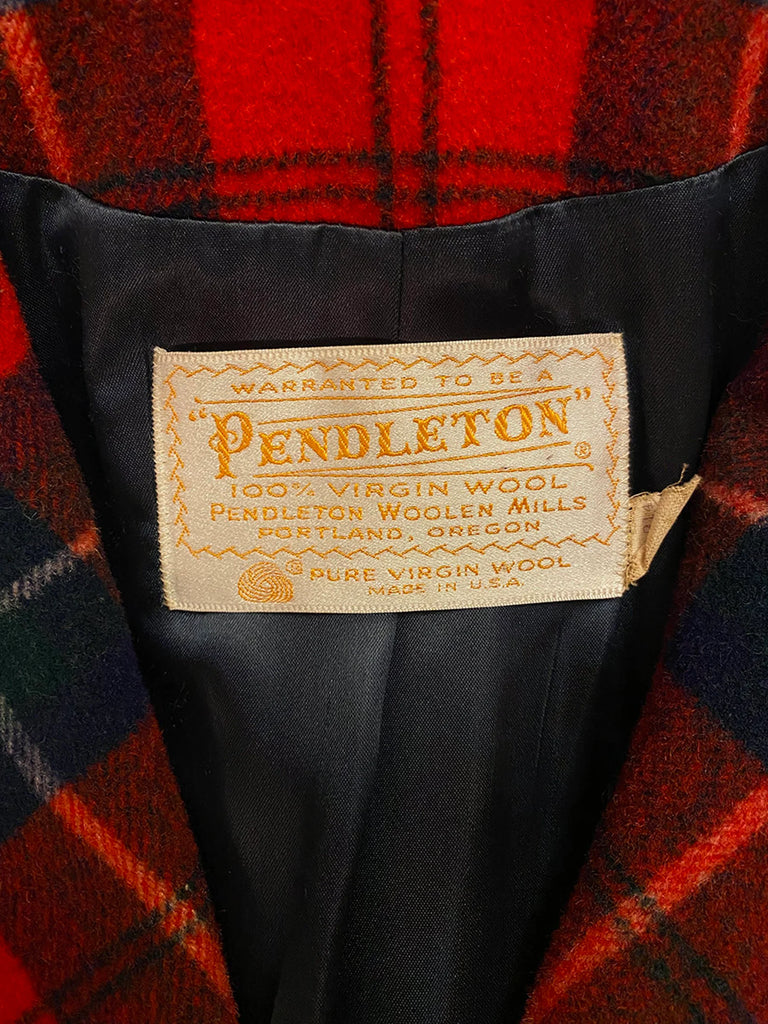 WARRANTED TO BE A
"PENDLETON"®
100% VIRGIN WOOL
PENDLETON WOOLEN MILLS
PORTLAND, OREGON
PURE VIRGIN WOOL
MADE IN U.S.A.